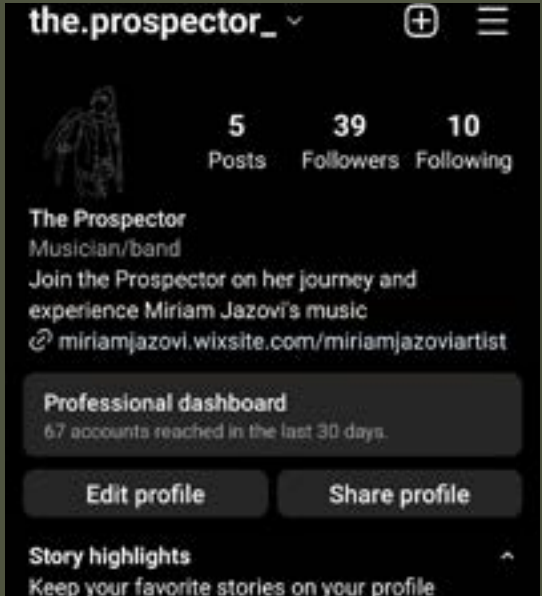 the.prospector_
5 39 10
Posts Followers Following
The Prospector
Musician/band
Join the Prospector on her journey and
experience Miriam Jazovi's music
miriamjazovi.wixsite.com/miriamjazoviartist
Professional dashboard
67 accounts reached in the last 30 days.
Edit profile Share profile
Story highlights
Keep your favorite stories on your profile